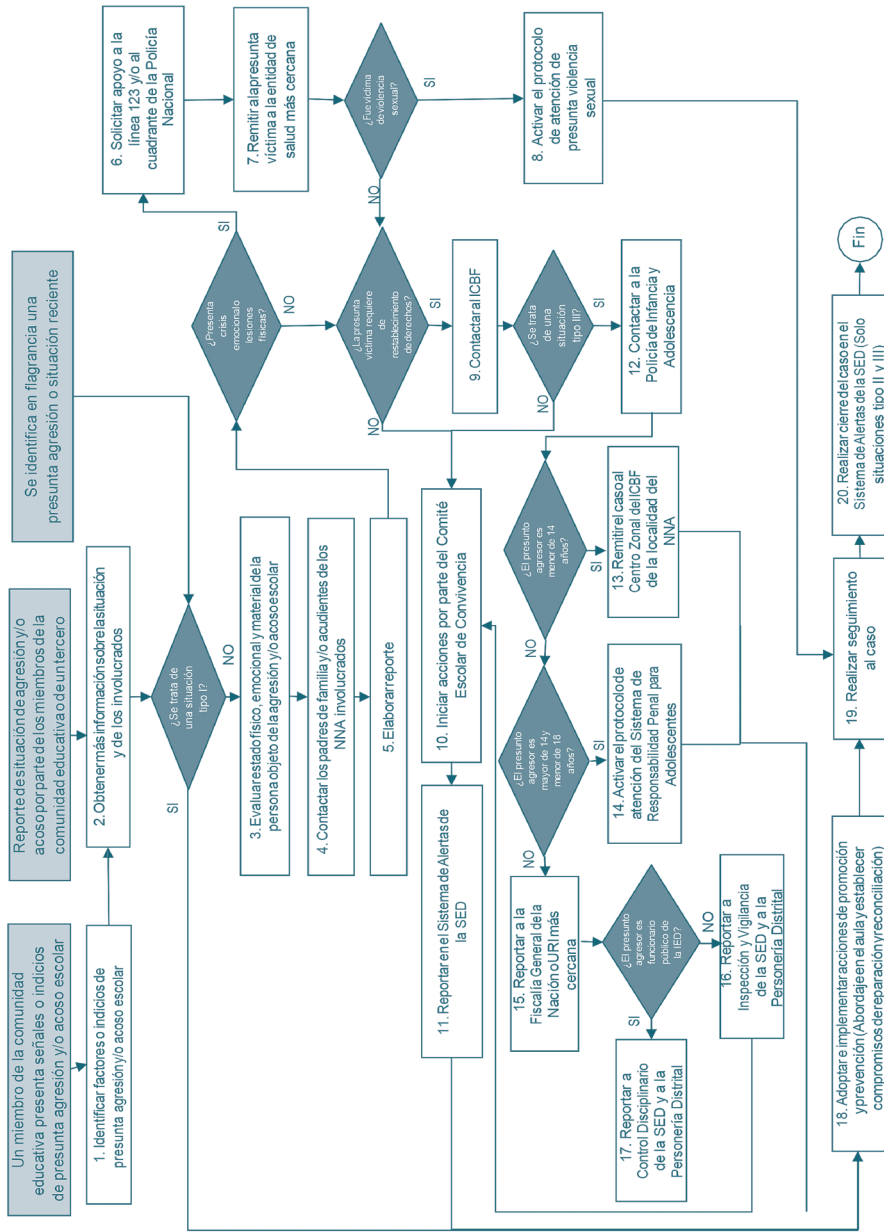 Un miembro de la comunidad
educativa presenta señales o indicios
de presunta agresión y/o acoso escolar
Reporte de situación de agresión y/o
acoso por parte de los miembros de la
comunidad educativa o de un tercero
Se identifica en flagrancia una
presunta agresión o situación reciente
1. Identificar factores o indicios de
presunta agresión y/o acoso escolar
2. Obtener más información sobre la situación
y de los involucrados
¿Se trata de
una situación
tipo I?
SI
NO
3. Evaluar estado físico, emocional y material de la
persona objeto de la agresión y/o acoso escolar
4. Contactar los padres de familia y/o acudientes de los
NNA involucrados
5. Elaborar reporte
¿Presenta
crisis
emocional o
lesiones
físicas?
SI
NO
6. Solicitar apoyo a la
línea 123 y/o al
cuadrante de la Policía
Nacional
7. Remitir a la presunta
víctima a la entidad de
salud más cercana
¿Fue víctima
de violencia
sexual?
SI
NO
8. Activar el protocolo
de atención de
presunta violencia
sexual
¿La presunta
víctima requiere
de
restablecimiento
de derechos?
SI
NO
9. Contactar al ICBF
¿Se trata
de una
situación
tipo III?
SI
NO
10. Iniciar acciones por parte del Comité
Escolar de Convivencia
11. Reportar en el Sistema de Alertas de
la SED
12. Contactar a la
Policía de Infancia y
Adolescencia
¿El presunto
agresor es
menor de 14
años?
SI
NO
13. Remitir el caso al
Centro Zonal del ICBF
de la localidad del
NNA
¿El presunto
agresor es
mayor de 14 y
menor de 18
años?
SI
NO
14. Activar el protocolo de
atención del Sistema de
Responsabilidad Penal para
Adolescentes
15. Reportar a la
Fiscalía General de la
Nación o URI más
cercana
¿El presunto
agresor es
funcionario
público de
la IED?
SI
NO
16. Reportar a
Inspección y Vigilancia
de la SED y a la
Personería Distrital
17. Reportar a
Control Disciplinario
de la SED y a la
Personería Distrital
18. Adoptar e implementar acciones de promoción
y prevención (Abordaje en el aula y establecer
compromisos de reparación y reconciliación)
19. Realizar seguimiento
al caso
20. Realizar cierre del caso en el
Sistema de Alertas de la SED (Solo
situaciones tipo II y III)
Fin